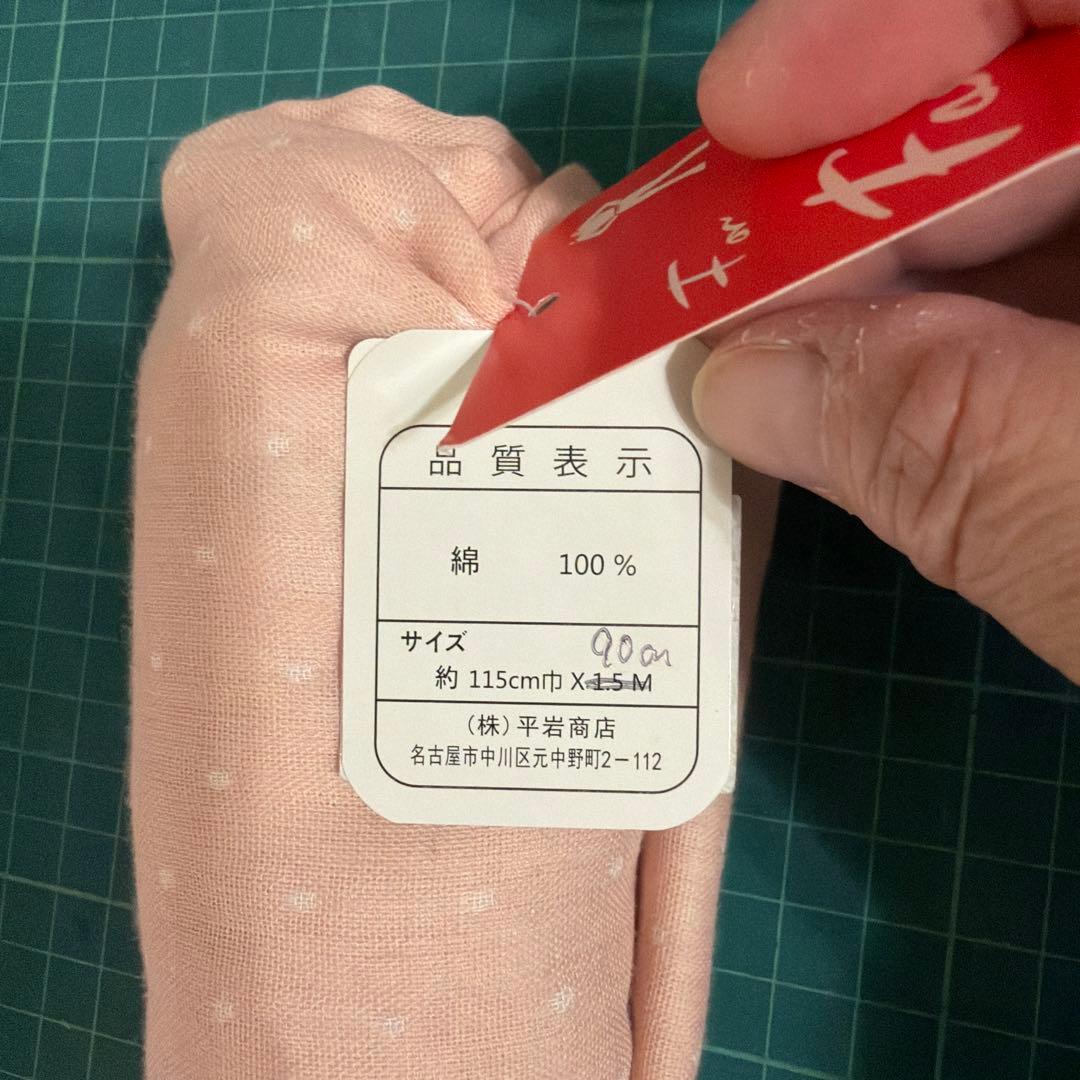 品質表示
綿 100 %
サイズ
90cm
約 115cm巾 X 1.5 M
（株）平岩商店
名古屋市中川区元中野町2－112